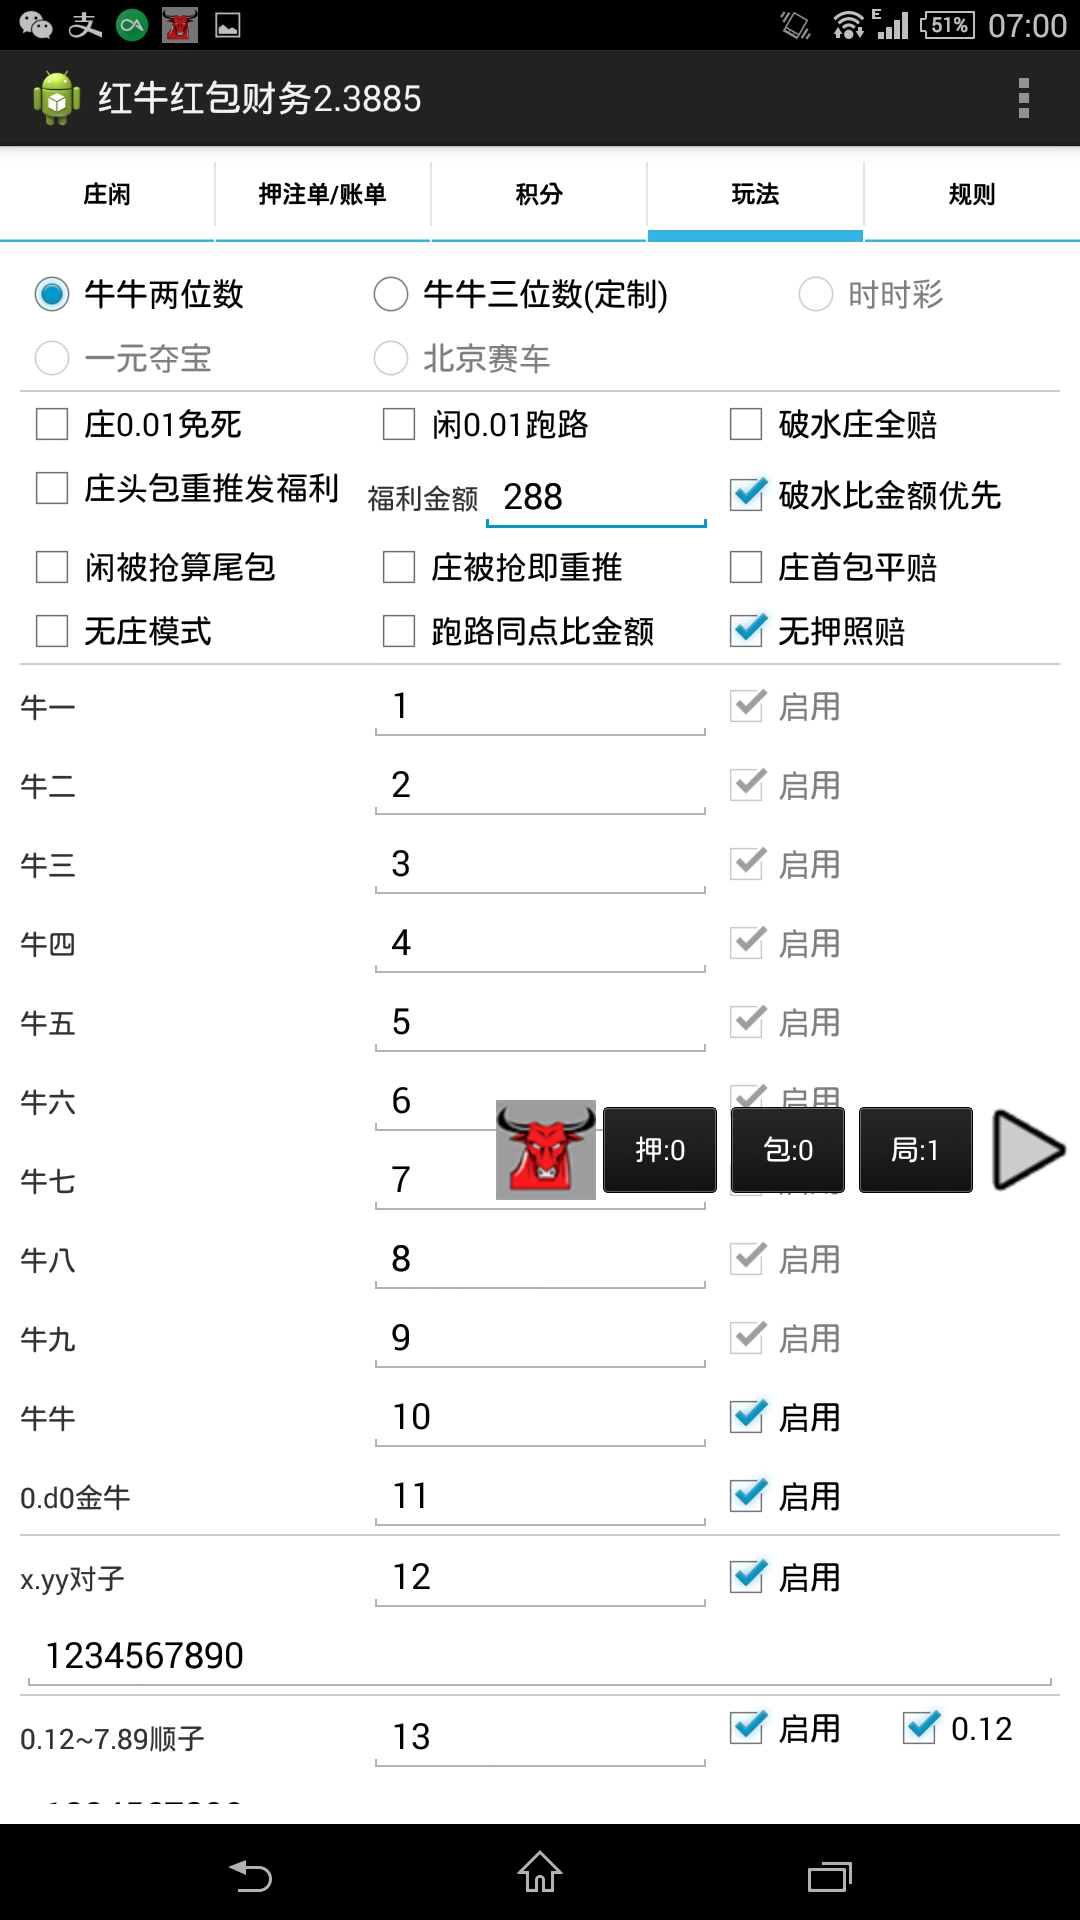 E 51% 07:00
红牛红包财务2.3885
庄闲 押注单/账单 积分 玩法 规则
牛牛两位数 牛牛三位数(定制) 时时彩
一元夺宝 北京赛车
庄0.01免死 闲0.01跑路 破水庄全赔
庄头包重推发福利 福利金额 288 破水比金额优先
闲被抢算尾包 庄被抢即重推 庄首包平赔
无庄模式 跑路同点比金额 无押照赔
牛一 1 启用
牛二 2 启用
牛三 3 启用
牛四 4 启用
牛五 5 启用
牛六 6 启用
押:0 包:0 局:1
牛七 7
牛八 8 启用
牛九 9 启用
牛牛 10 启用
0.d0金牛 11 启用
x.yy对子 12 启用
1234567890
0.12~7.89顺子 13 启用 0.12